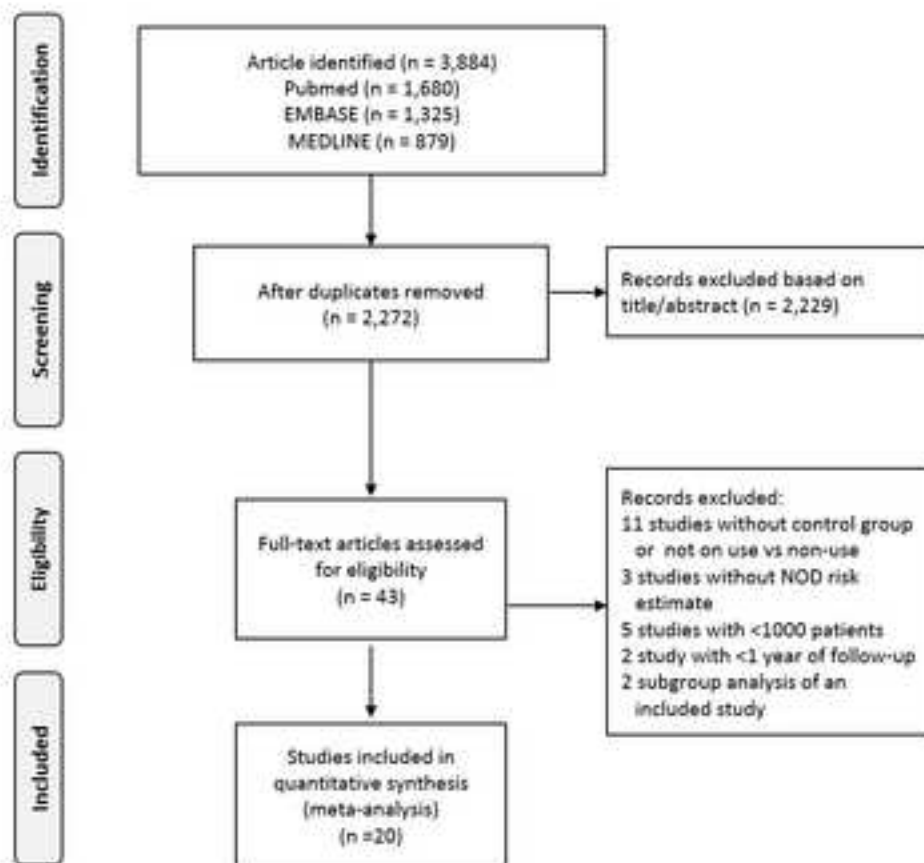 Identification
Article identified (n = 3,884)
Pubmed (n = 1,680)
EMBASE (n = 1,325)
MEDLINE (n = 879)
Screening
After duplicates removed
(n = 2,272)
Records excluded based on
title/abstract (n = 2,229)
Eligibility
Full-text articles assessed
for eligibility
(n = 43)
Records excluded:
11 studies without control group
or not on use vs non-use
3 studies without NOD risk
estimate
5 studies with <1000 patients
2 study with <1 year of follow-up
2 subgroup analysis of an
included study
Included
Studies included in
quantitative synthesis
(meta-analysis)
(n =20)